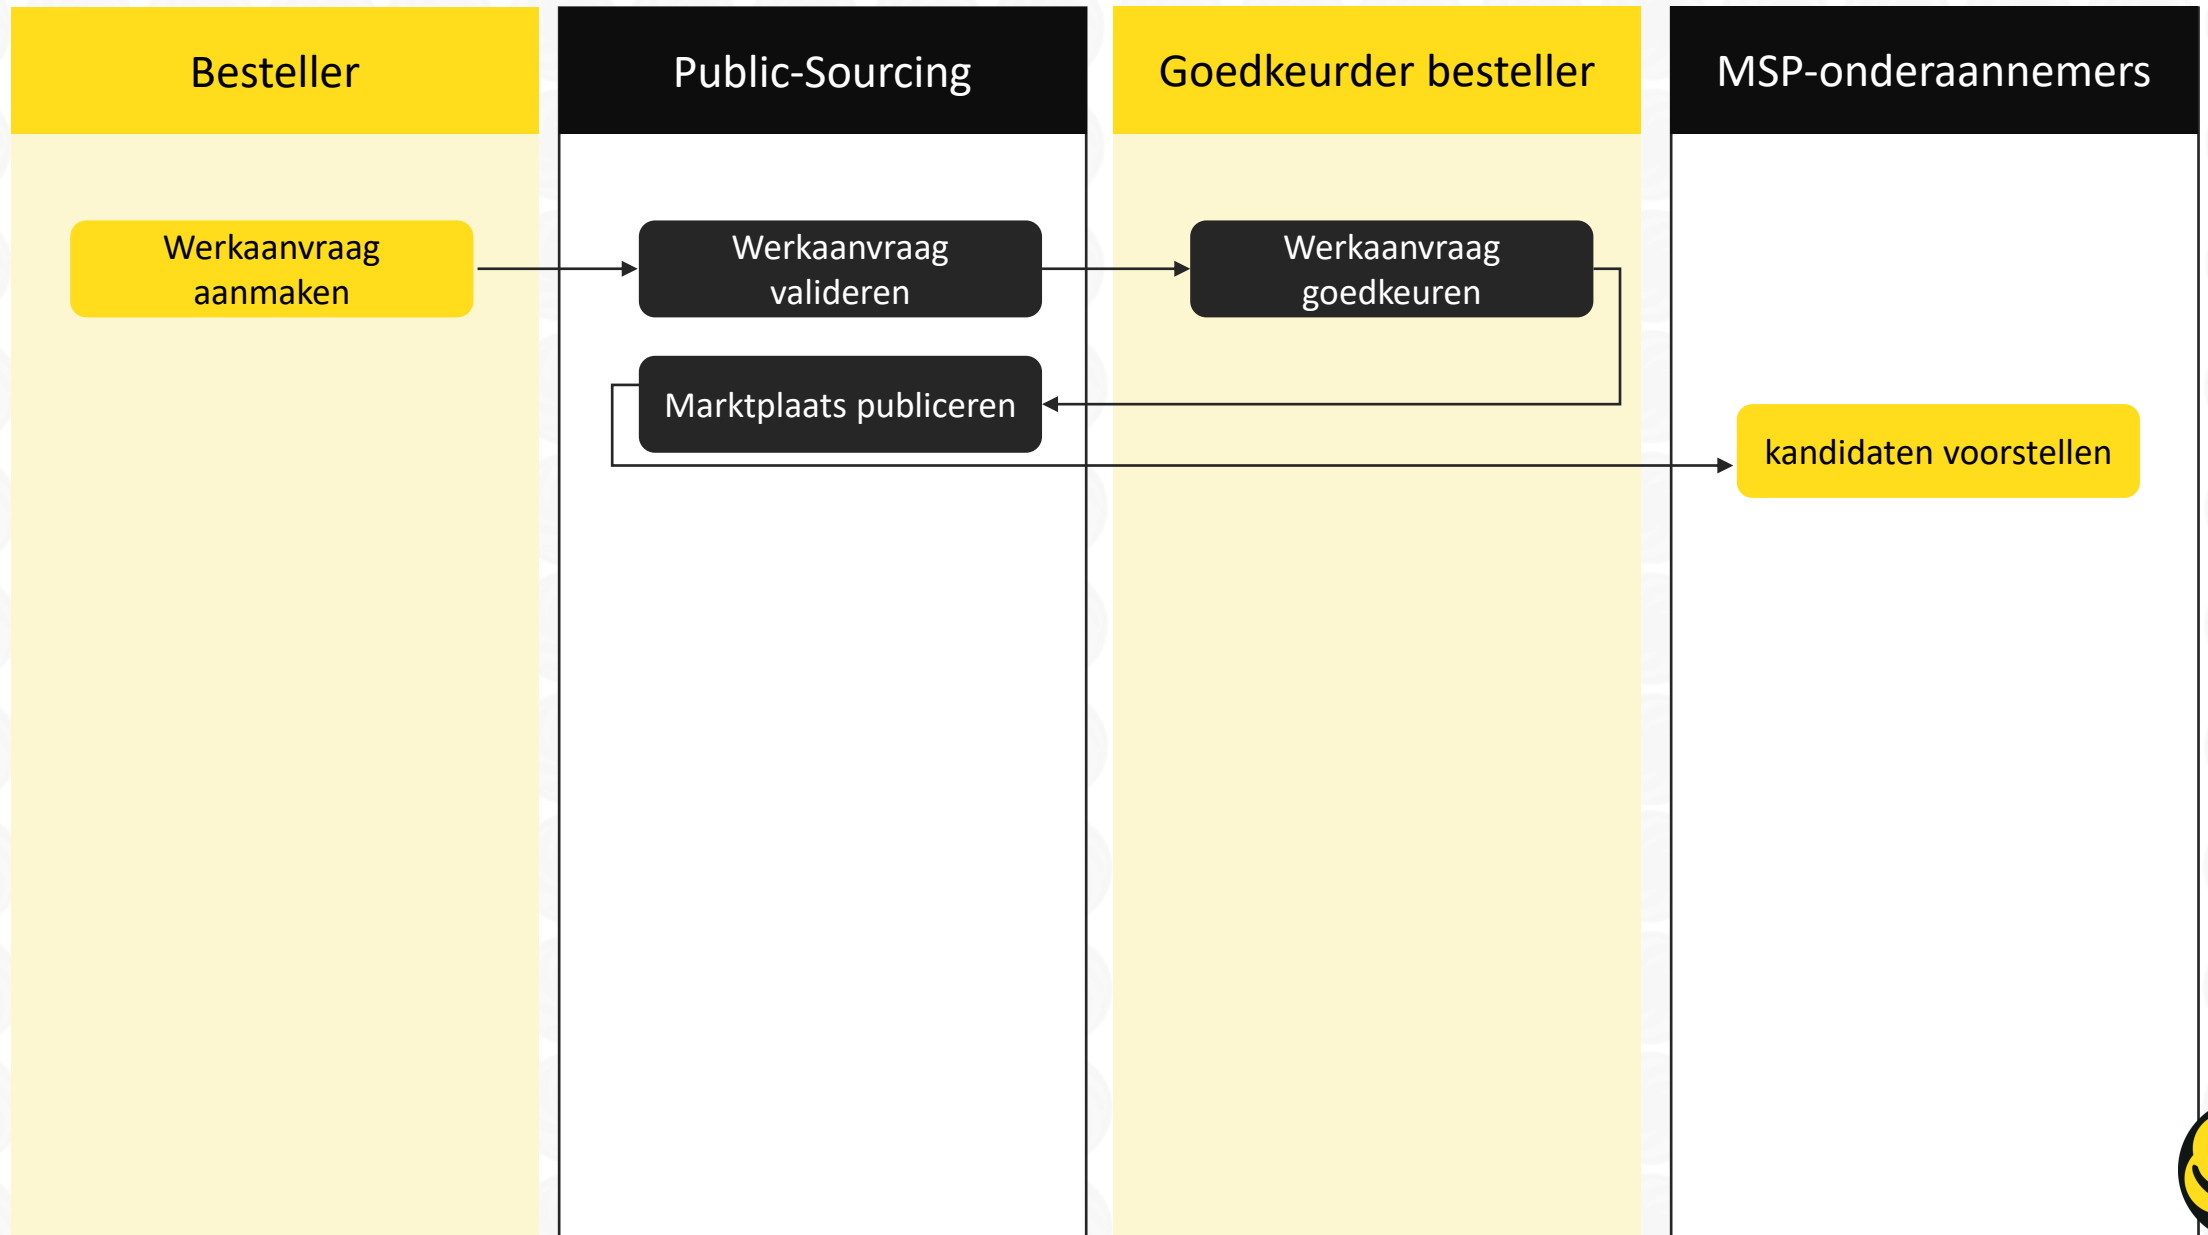 Besteller
Public-Sourcing
Goedkeurder besteller
MSP-onderaannemers
Werkaanvraag
aanmaken
Werkaanvraag
valideren
Werkaanvraag
goedkeuren
Marktplaats publiceren
kandidaten voorstellen